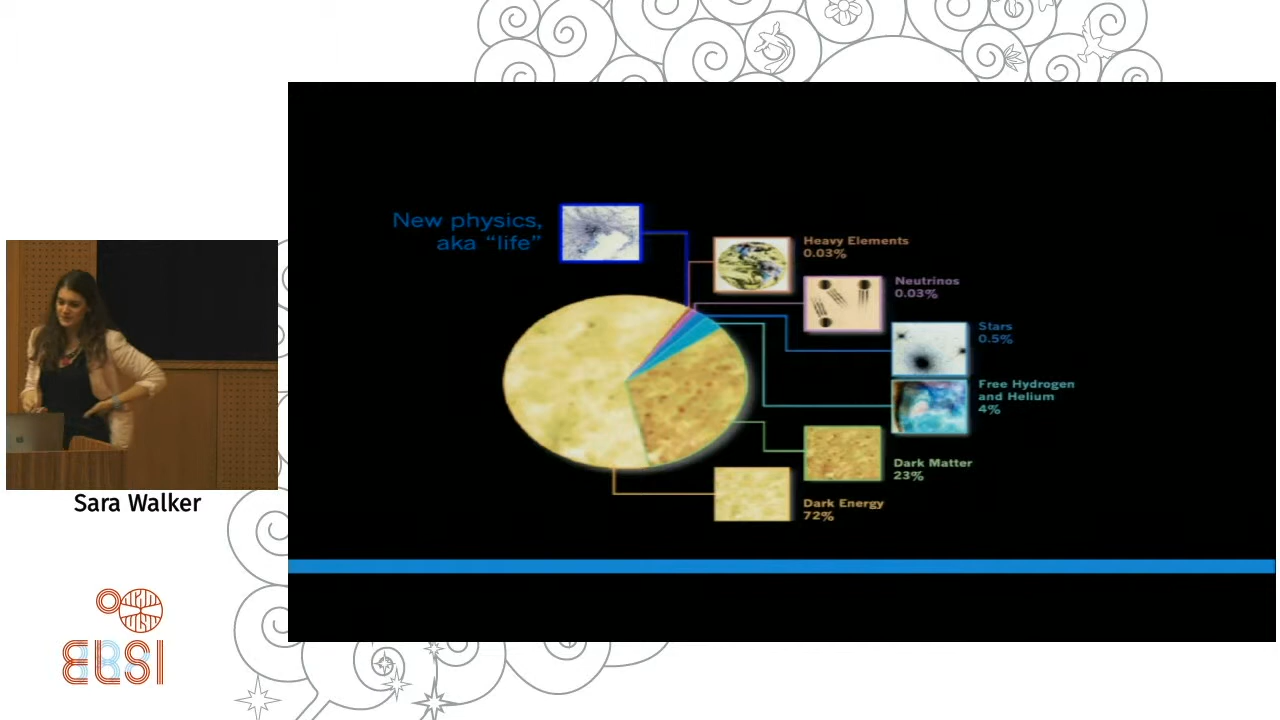 New physics,
aka “life”
Heavy Elements
0.03%
Neutrinos
0.03%
Stars
0.5%
Free Hydrogen
and Helium
4%
Dark Matter
23%
Dark Energy
72%
Sara Walker
ELSI